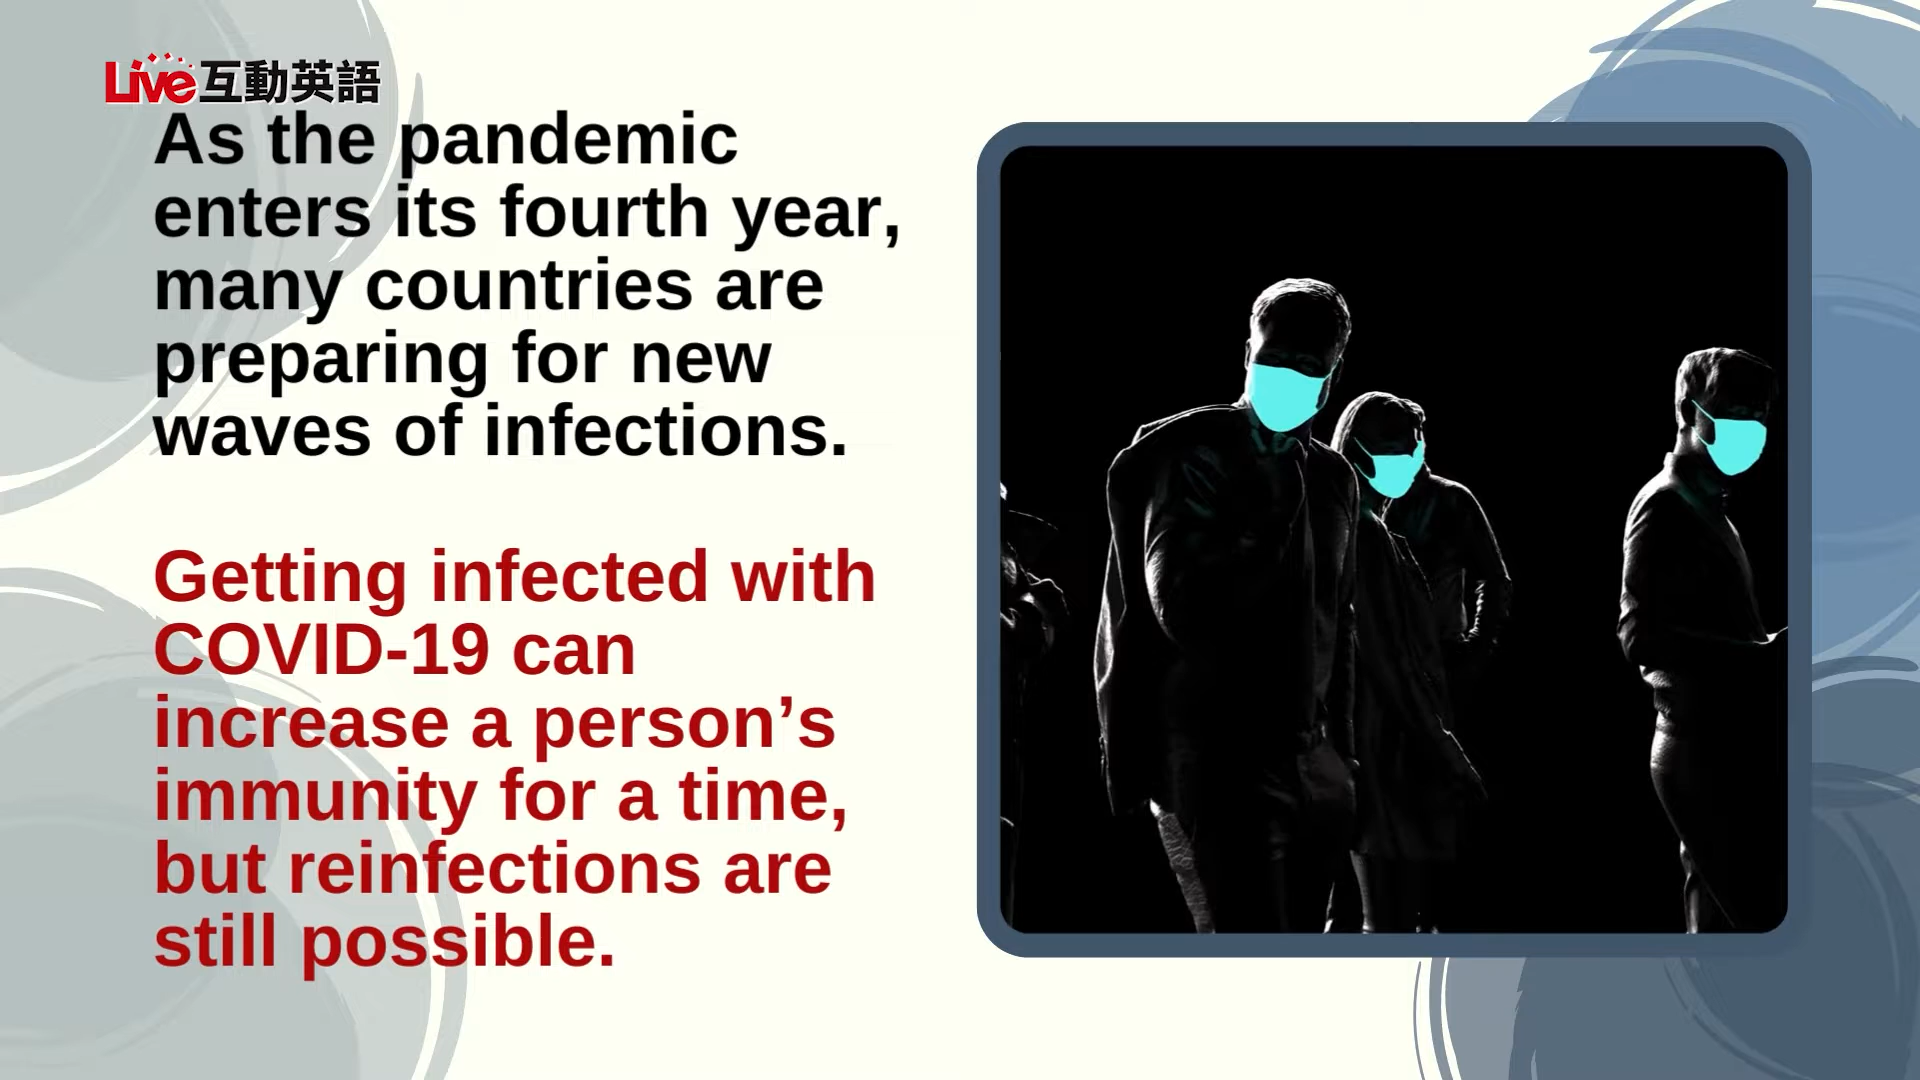 Live互動英語
As the pandemic
enters its fourth year,
many countries are
preparing for new
waves of infections.
Getting infected with
COVID-19 can
increase a person’s
immunity for a time,
but reinfections are
still possible.